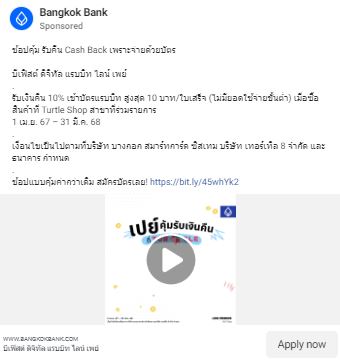 Bangkok Bank
Sponsored
ช้อปคุ้ม รับคืน Cash Back เพราะจ่ายด้วยบัตร
บีเฟิสต์ ดิจิทัล แรบบิท ไลน์ เพย์
.
รับเงินคืน 10% เข้าบัตรแรบบิท สูงสุด 10 บาท/ใบเสร็จ (ไม่มียอดใช้จ่ายขั้นต่ำ) เมื่อซื้อ
สินค้าที่ Turtle Shop สาขาที่ร่วมรายการ
1 เม.ย. 67 – 31 มี.ค. 68
.
เงื่อนไขเป็นไปตามที่บริษัท บางกอก สมาร์ทการ์ด ซิสเทม บริษัท เทอร์เทิ้ล 8 จำกัด และ
ธนาคาร กำหนด
.
ช้อปแบบคุ้มค่ากว่าเดิม สมัครบัตรเลย! https://bit.ly/45whYk2
เปย์คุ้มรับเงินคืน
WWW.BANGKOKBANK.COM
บีเฟิสต์ ดิจิทัล แรบบิท ไลน์ เพย์
Apply now